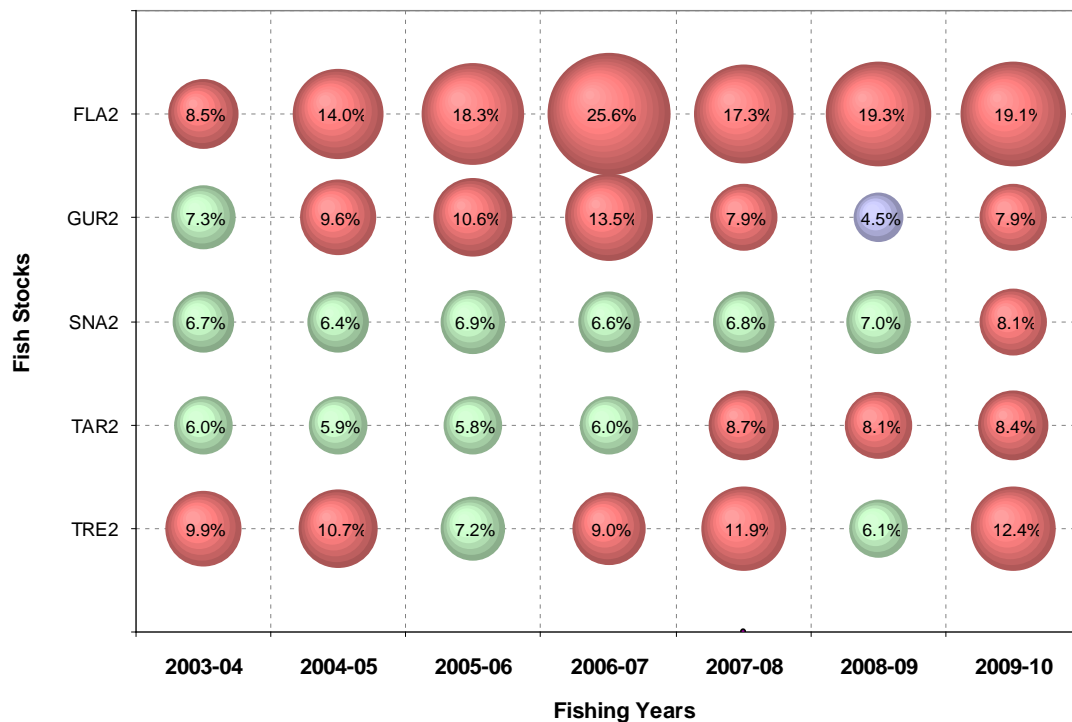 FLA2 8.5% 14.0% 18.3% 25.6% 17.3% 19.3% 19.1%
GUR2 7.3% 9.6% 10.6% 13.5% 7.9% 4.5% 7.9%
SNA2 6.7% 6.4% 6.9% 6.6% 6.8% 7.0% 8.1%
TAR2 6.0% 5.9% 5.8% 6.0% 8.7% 8.1% 8.4%
TRE2 9.9% 10.7% 7.2% 9.0% 11.9% 6.1% 12.4%
Fish Stocks
2003-04 2004-05 2005-06 2006-07 2007-08 2008-09 2009-10
Fishing Years